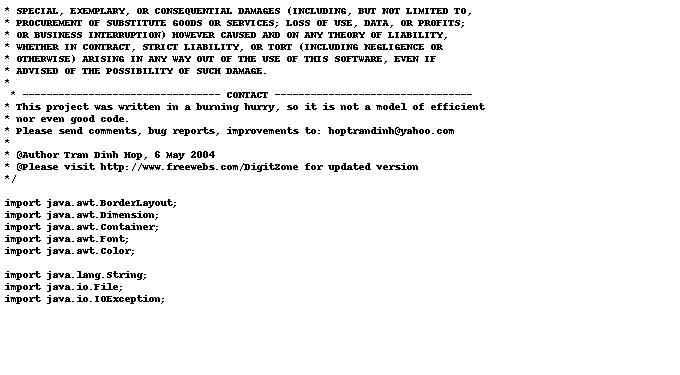 * SPECIAL, EXEMPLARY, OR CONSEQUENTIAL DAMAGES (INCLUDING, BUT NOT LIMITED TO,
* PROCUREMENT OF SUBSTITUTE GOODS OR SERVICES; LOSS OF USE, DATA, OR PROFITS;
* OR BUSINESS INTERRUPTION) HOWEVER CAUSED AND ON ANY THEORY OF LIABILITY,
* WHETHER IN CONTRACT, STRICT LIABILITY, OR TORT (INCLUDING NEGLIGENCE OR
* OTHERWISE) ARISING IN ANY WAY OUT OF THE USE OF THIS SOFTWARE, EVEN IF
* ADVISED OF THE POSSIBILITY OF SUCH DAMAGE.
*
* --------------------------------- CONTACT ---------------------------------
* This project was written in a burning hurry, so it is not a model of efficient
* nor even good code.
* Please send comments, bug reports, improvements to: hoptrandinh@yahoo.com
*
* @Author Tran Dinh Hop, 6 May 2004
* @Please visit http://www.freewebs.com/DigitZone for updated version
*/
import java.awt.BorderLayout;
import java.awt.Dimension;
import java.awt.Container;
import java.awt.Font;
import java.awt.Color;
import java.lang.String;
import java.io.File;
import java.io.IOException;